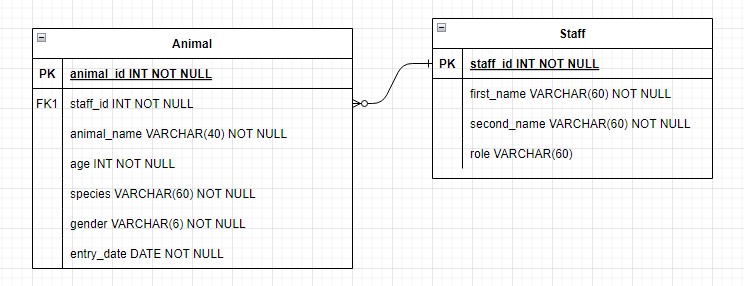 Animal
PK animal_id INT NOT NULL
FK1 staff_id INT NOT NULL
animal_name VARCHAR(40) NOT NULL
age INT NOT NULL
species VARCHAR(60) NOT NULL
gender VARCHAR(6) NOT NULL
entry_date DATE NOT NULL
Staff
PK staff_id INT NOT NULL
first_name VARCHAR(60) NOT NULL
second_name VARCHAR(60) NOT NULL
role VARCHAR(60)